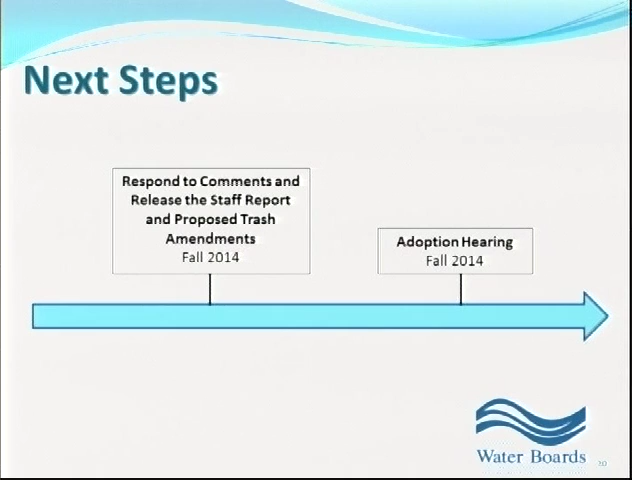 Next Steps
Respond to Comments and
Release the Staff Report
and Proposed Trash
Amendments
Fall 2014
Adoption Hearing
Fall 2014
Water Boards
20